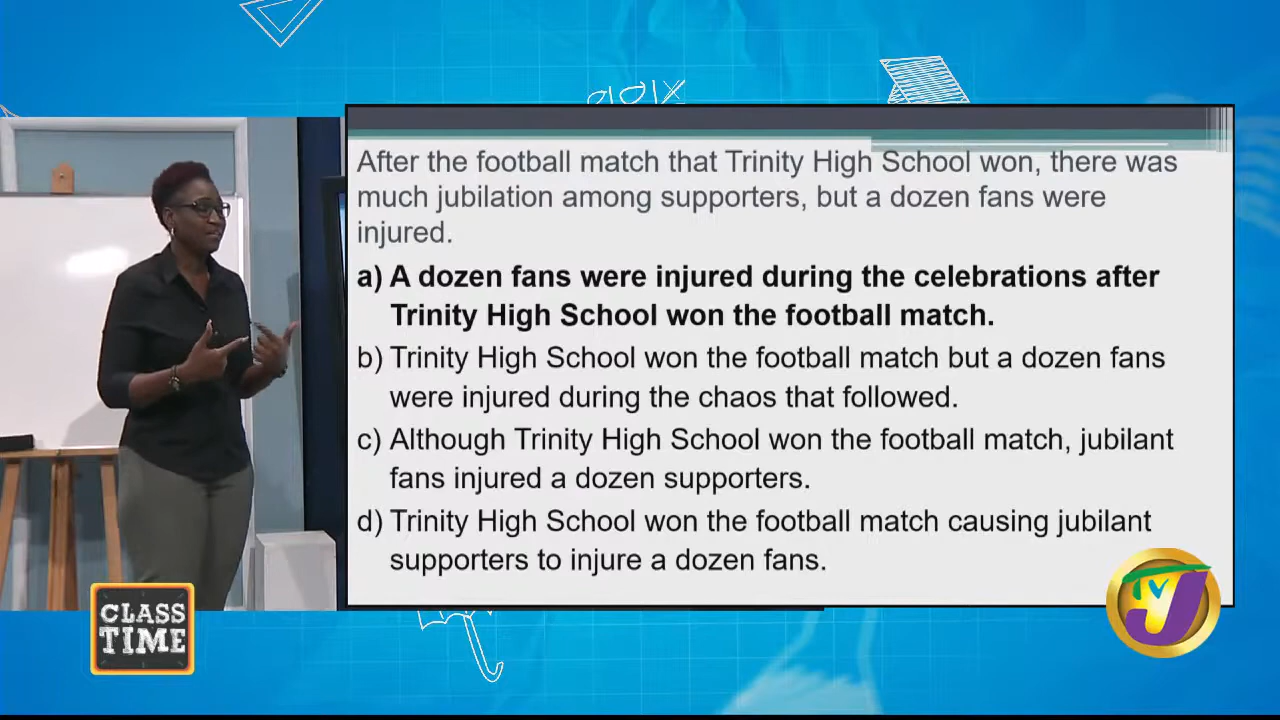 After the football match that Trinity High School won, there was
much jubilation among supporters, but a dozen fans were
injured.
a) A dozen fans were injured during the celebrations after
Trinity High School won the football match.
b) Trinity High School won the football match but a dozen fans
were injured during the chaos that followed.
c) Although Trinity High School won the football match, jubilant
fans injured a dozen supporters.
d) Trinity High School won the football match causing jubilant
supporters to injure a dozen fans.
CLASS
TIME
TVJ